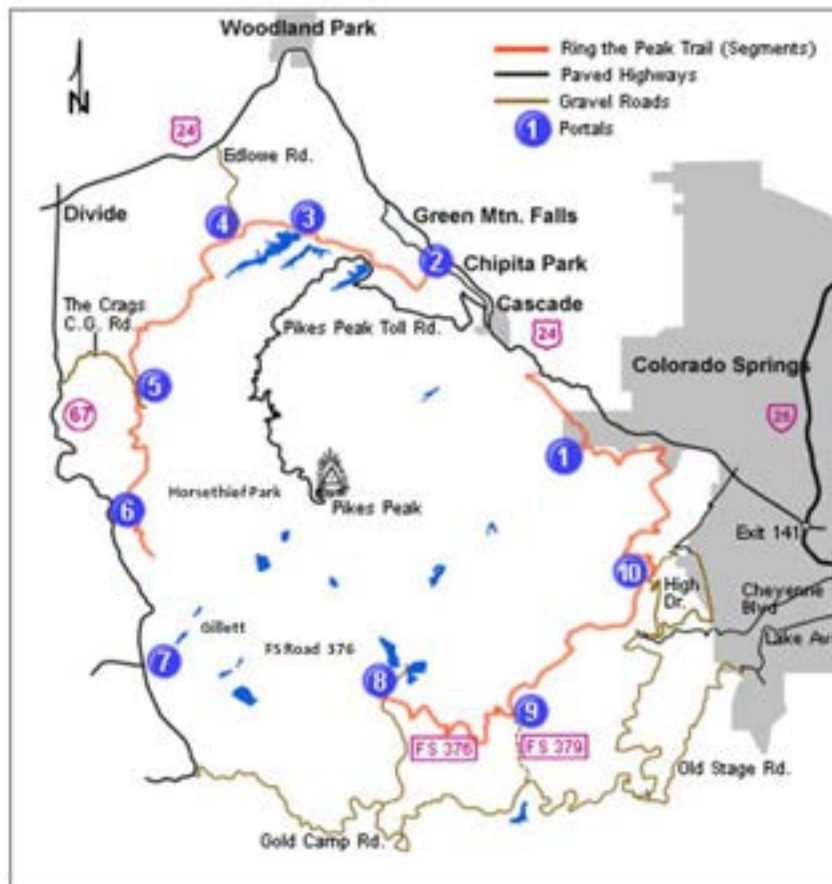 Woodland Park
Ring the Peak Trail (Segments)
Paved Highways
Gravel Roads
1 Portals
N
24
Edlowe Rd.
Divide
4
3
Green Mtn. Falls
2
Chipita Park
The Crags
C.G. Rd.
Cascade
Pikes Peak Toll Rd.
24
Colorado Springs
5
67
25
1
Horsethief Park
Pikes Peak
6
Exit 141
10
High
Dr.
Cheyenne
Blvd
Gillett
Lake Av
7
FS Road 376
8
9
FS 376
FS 379
Old Stage Rd.
Gold Camp Rd.